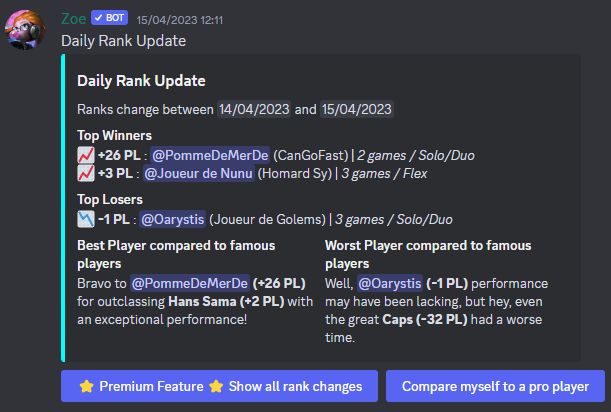 Zoe ✓ BOT 15/04/2023 12:11
Daily Rank Update
Daily Rank Update
Ranks change between 14/04/2023 and 15/04/2023
Top Winners
+26 PL : @PommeDeMerDe (CanGoFast) | 2 games / Solo/Duo
+3 PL : @Joueur de Nunu (Homard Sy) | 3 games / Flex
Top Losers
-1 PL : @Oarystis (Joueur de Golems) | 3 games / Solo/Duo
Best Player compared to famous
players
Bravo to @PommeDeMerDe (+26 PL)
for outclassing Hans Sama (+2 PL) with
an exceptional performance!
Worst Player compared to famous
players
Well, @Oarystis (-1 PL) performance
may have been lacking, but hey, even
the great Caps (-32 PL) had a worse
time.
⭐ Premium Feature ⭐ Show all rank changes
Compare myself to a pro player